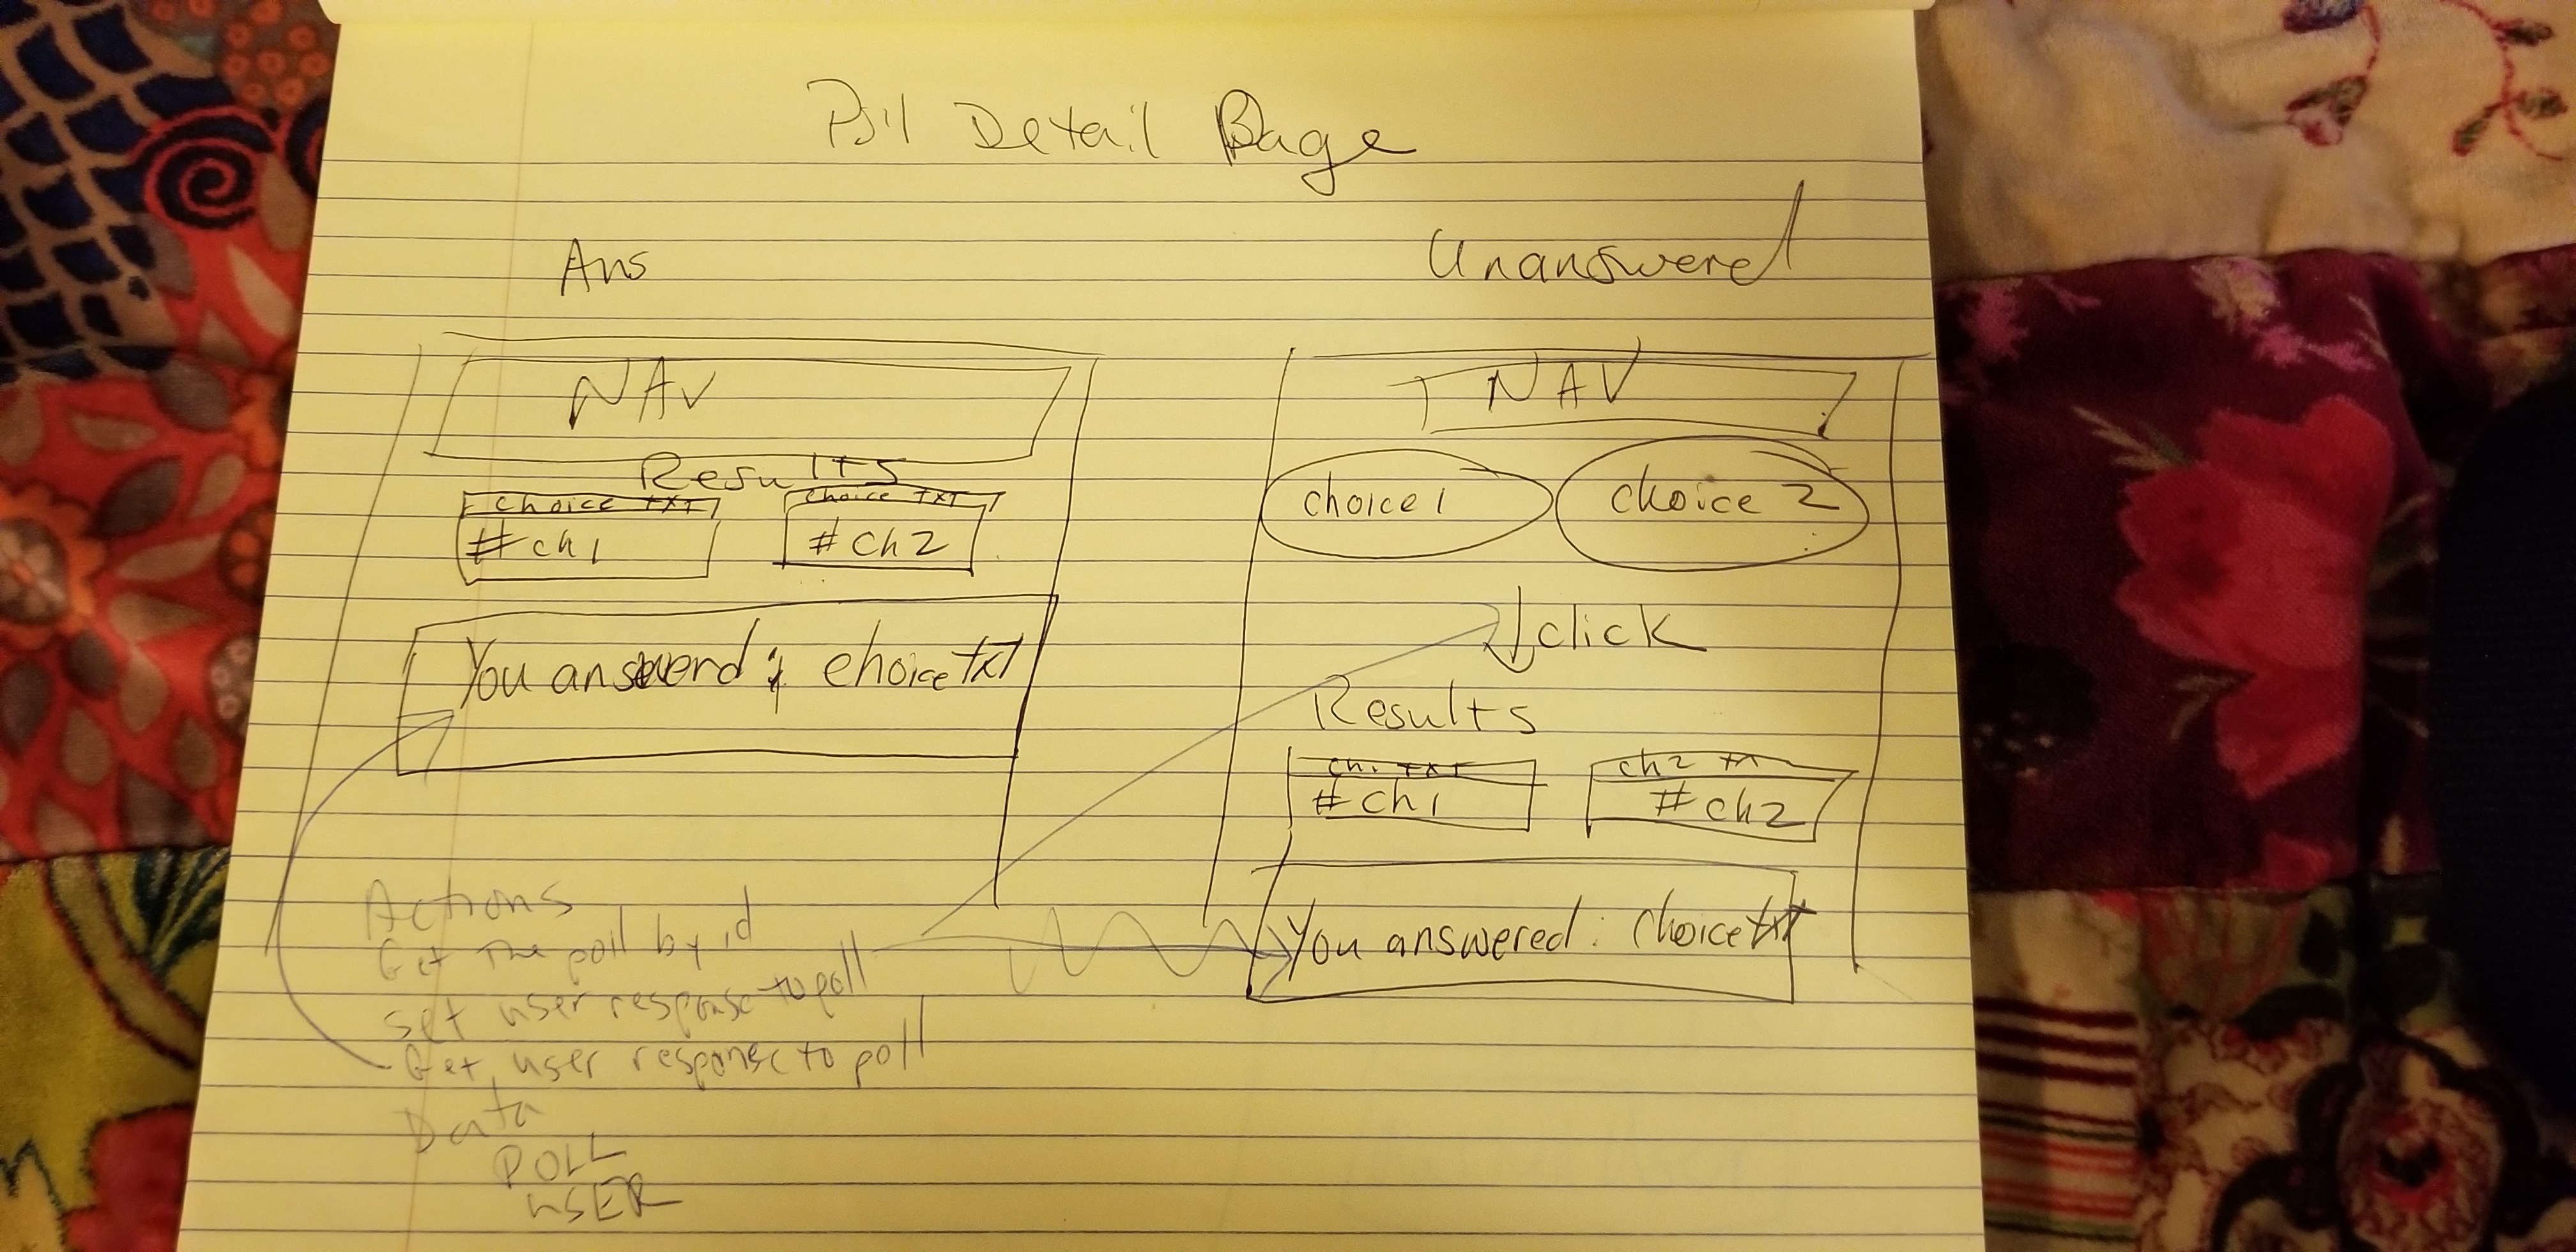 Poll Detail Page
Ans
Unanswered
NAV
Results
choice TXT
choice TXT
#ch1
#ch2
You answerd : choice txt
NAV
choice 1
choice 2
click
Results
ch1 TXT
ch2 tx
#ch1
#ch2
You answered : Choice txt
Actions
Get the poll by id
set user response to poll
Get user response to poll
Data
POLL
USER